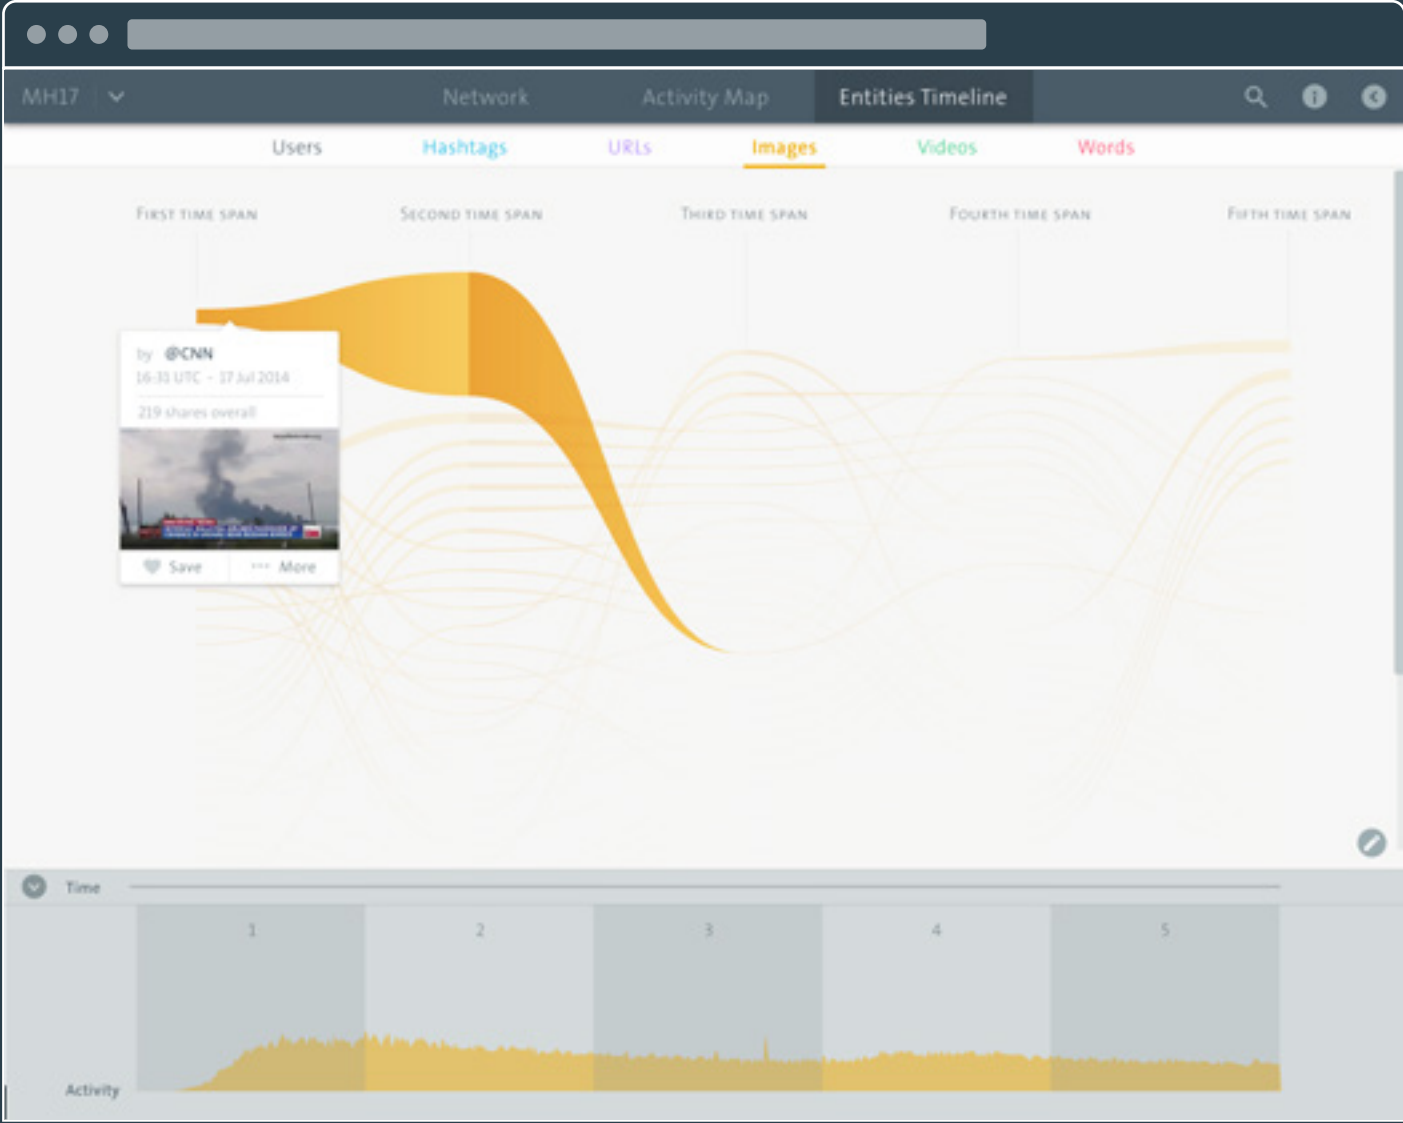 MH17
Network
Activity Map
Entities Timeline
Users
Hashtags
URLs
Images
Videos
Words
First time span
Second time span
Third time span
Fourth time span
Fifth time span
by @CNN
16:31 UTC - 17 Jul 2014
219 shares overall
Save
More
Time
1
2
3
4
5
Activity